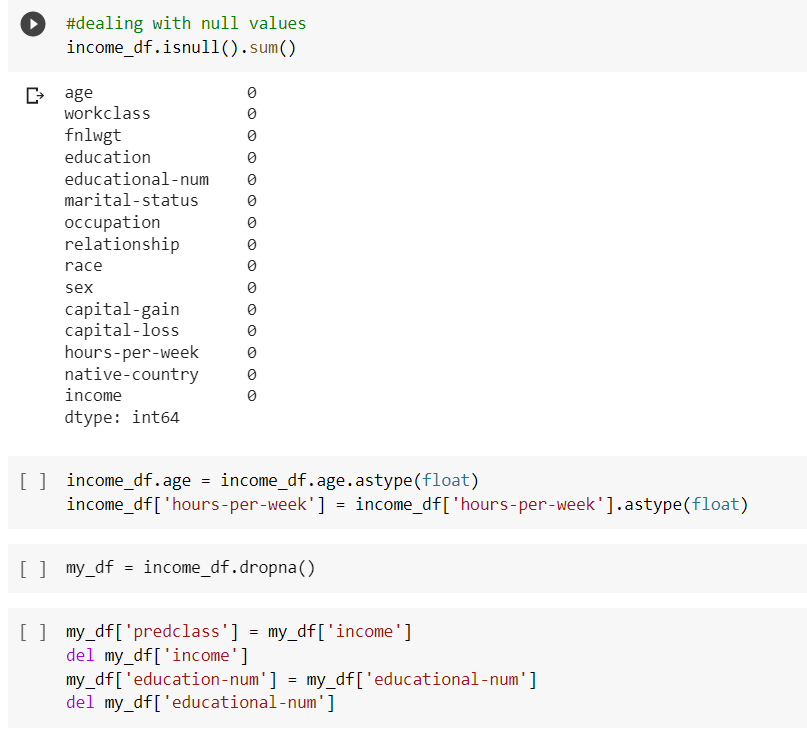 #dealing with null values
income_df.isnull().sum()
age 0
workclass 0
fnlwgt 0
education 0
educational-num 0
marital-status 0
occupation 0
relationship 0
race 0
sex 0
capital-gain 0
capital-loss 0
hours-per-week 0
native-country 0
income 0
dtype: int64
[ ] income_df.age = income_df.age.astype(float)
income_df['hours-per-week'] = income_df['hours-per-week'].astype(float)
[ ] my_df = income_df.dropna()
[ ] my_df['predclass'] = my_df['income']
del my_df['income']
my_df['education-num'] = my_df['educational-num']
del my_df['educational-num']